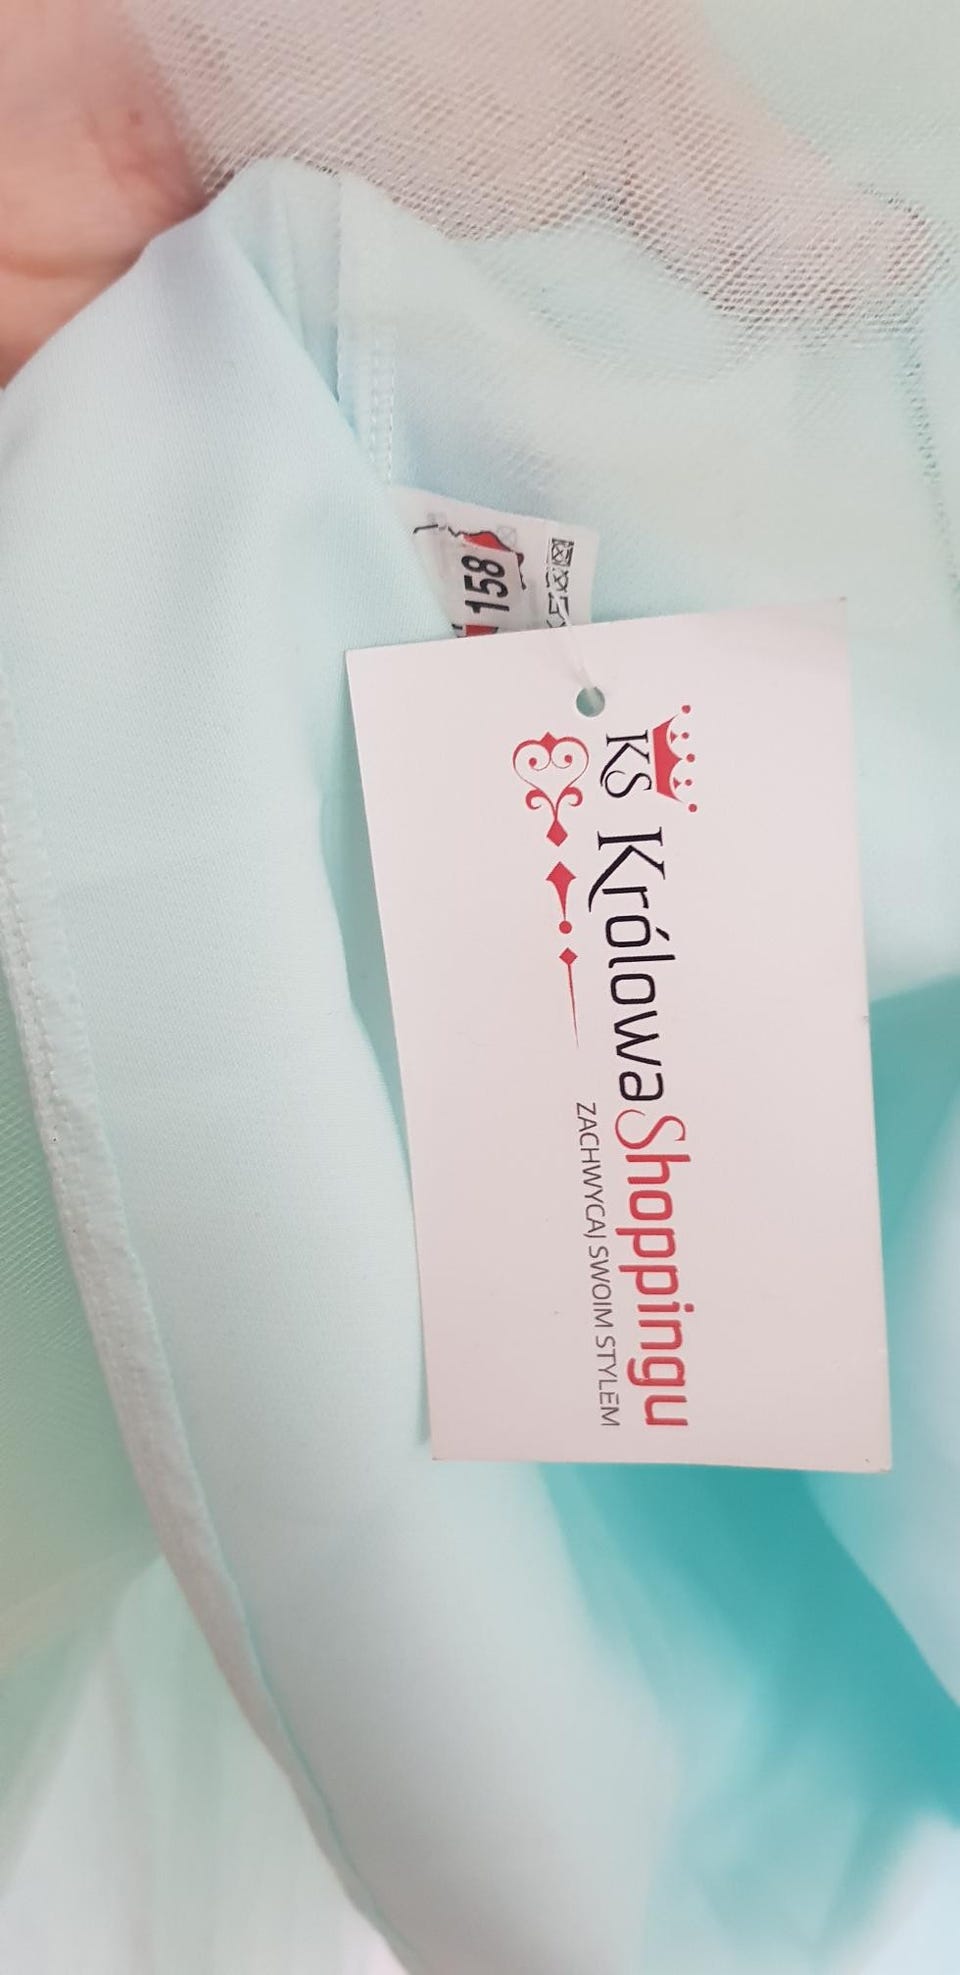 158
KS KrólowaShoppingu
ZACHWYCAJ SWOIM STYLEM